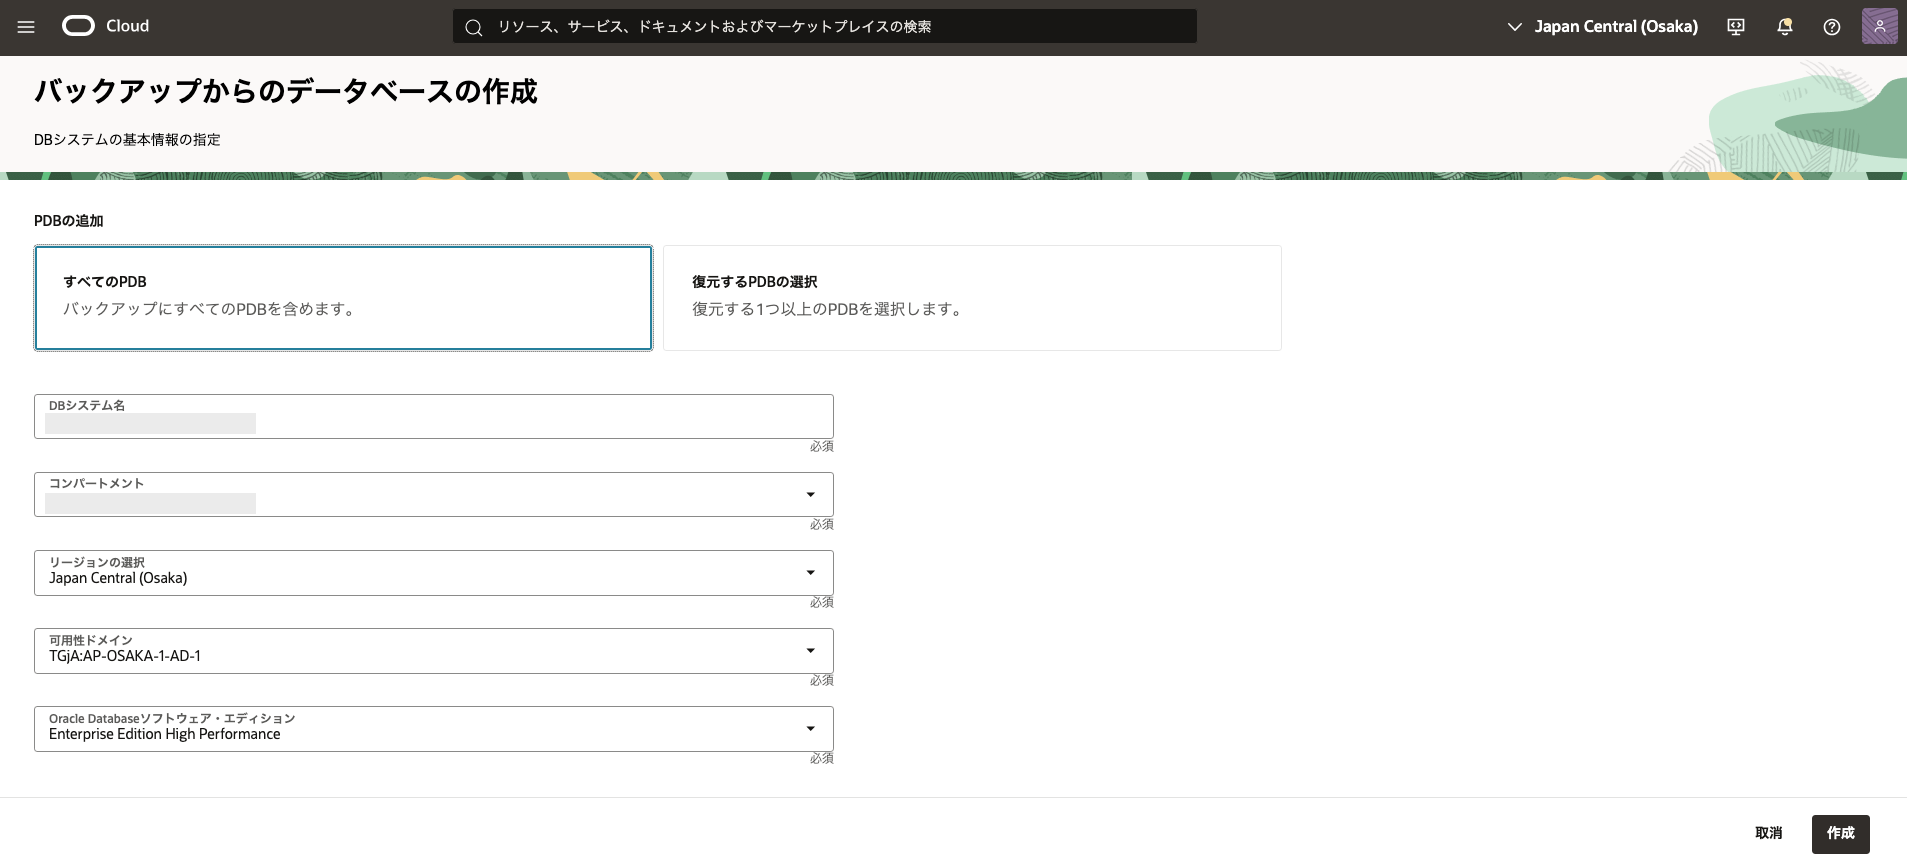 Cloud
リソース、サービス、ドキュメントおよびマーケットプレイスの検索
Japan Central (Osaka)
バックアップからのデータベースの作成
DBシステムの基本情報の指定
PDBの追加
すべてのPDB
バックアップにすべてのPDBを含めます。
復元するPDBの選択
復元する1つ以上のPDBを選択します。
DBシステム名
必須
コンパートメント
必須
リージョンの選択
Japan Central (Osaka)
必須
可用性ドメイン
TGjA:AP-OSAKA-1-AD-1
必須
Oracle Databaseソフトウェア・エディション
Enterprise Edition High Performance
必須
取消
作成